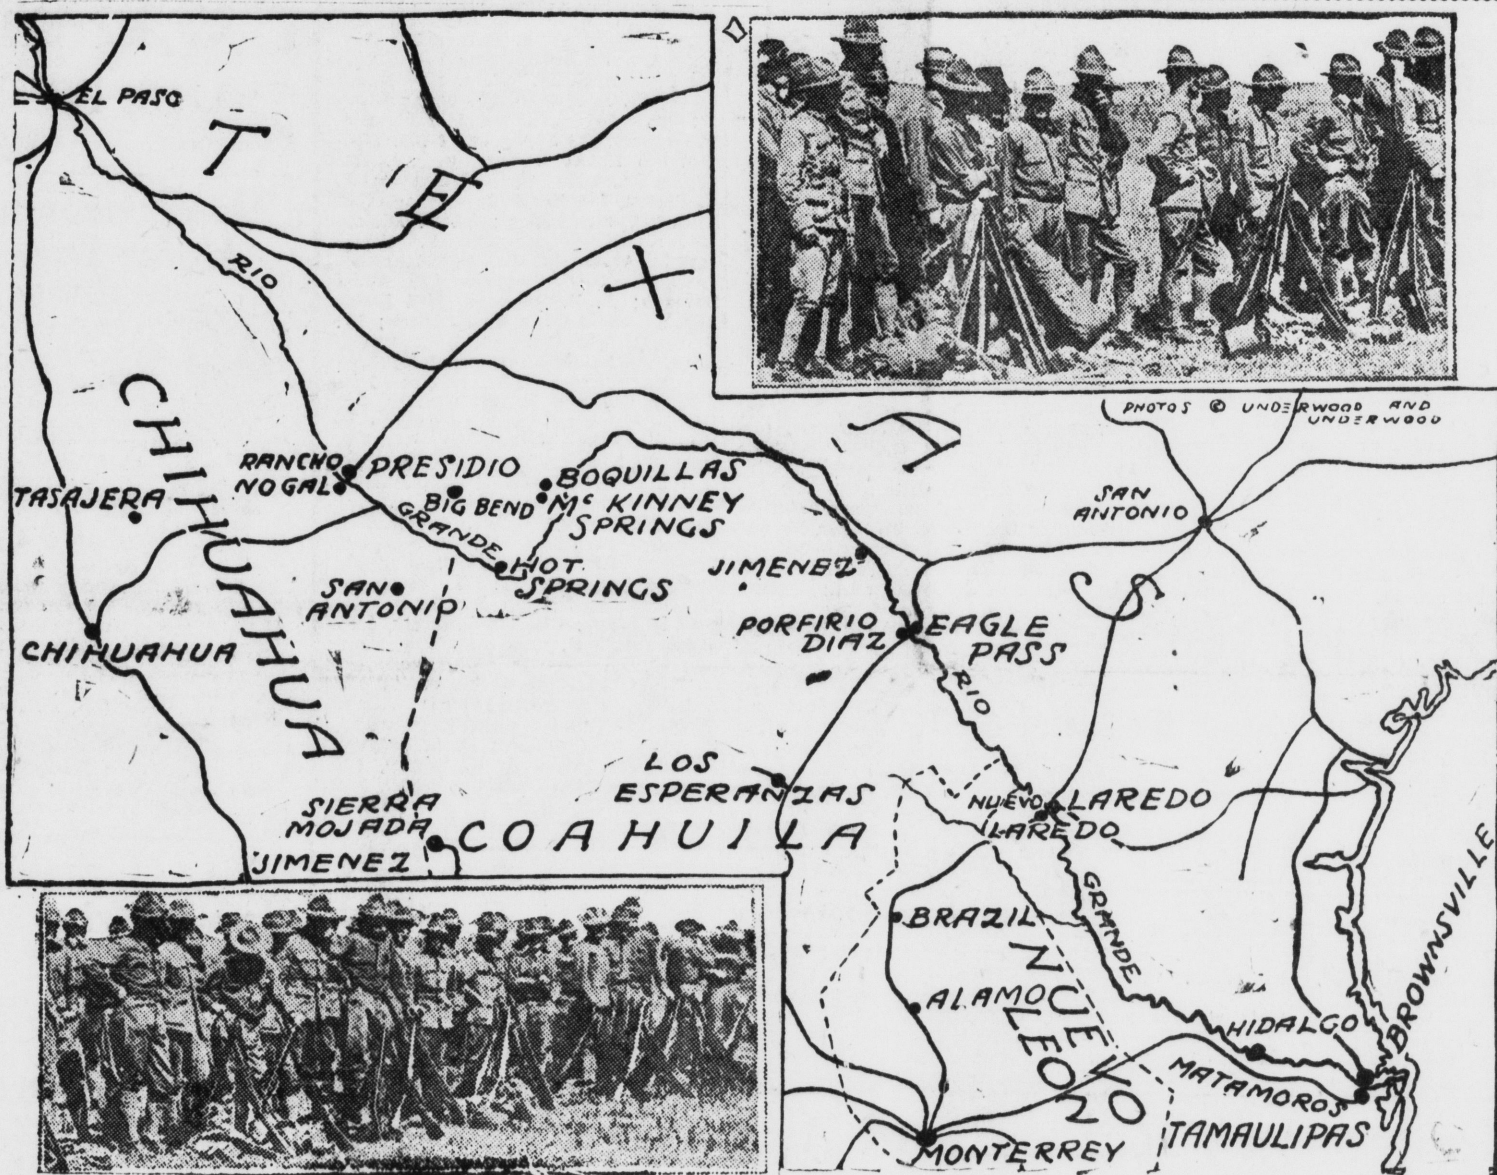 EL PASO
T
E
X
A
S
RIO
PHOTOS © UNDERWOOD AND
UNDERWOOD
CHIHUAHUA
RANCHO
NOGAL
PRESIDIO
TASAJERA
BIG BEND
BOQUILLAS
Mc KINNEY
SPRINGS
GRANDE
HOT
SPRINGS
SAN
ANTONIO
JIMENEZ
SAN
ANTONIO
CHIHUAHUA
PORFIRIO
DIAZ
EAGLE
PASS
RIO
LOS
ESPERANZAS
SIERRA
MOJADA
JIMENEZ
COAHUILA
NUEVO
LAREDO
LAREDO
GRANDE
BRAZIL
NUEVO
LEON
ALAMO
HIDALGO
BROWNSVILLE
MATAMOROS
TAMAULIPAS
MONTERREY